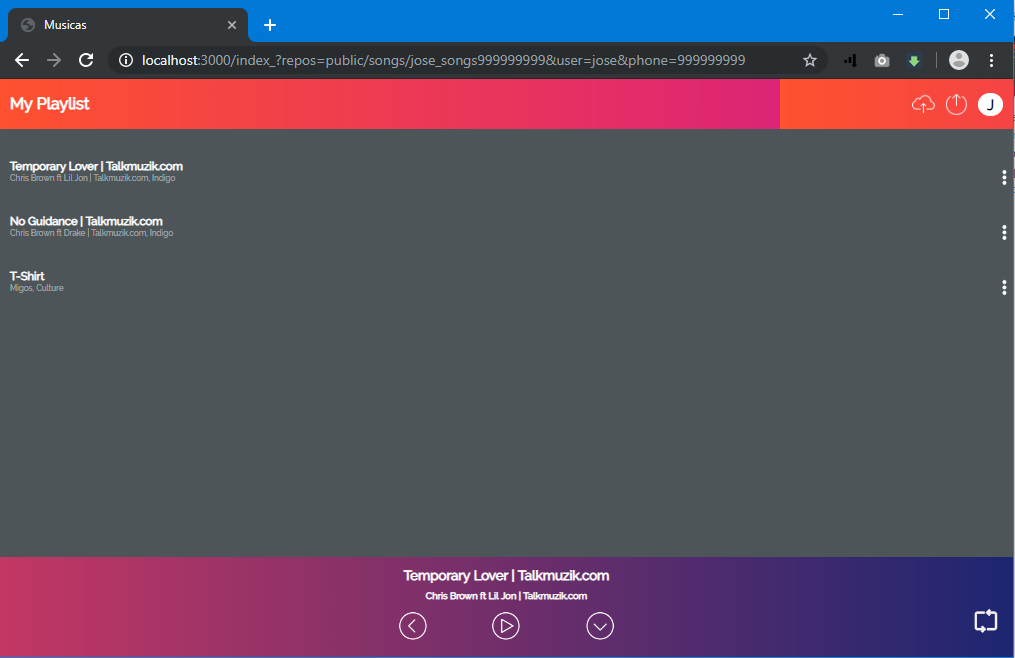 Musicas
localhost:3000/index_?repos=public/songs/jose_songs999999999&user=jose&phone=999999999
My Playlist
J
Temporary Lover | Talkmuzik.com
Chris Brown ft Lil Jon | Talkmuzik.com, Indigo
No Guidance | Talkmuzik.com
Chris Brown ft Drake | Talkmuzik.com, Indigo
T-Shirt
Migos, Culture
Temporary Lover | Talkmuzik.com
Chris Brown ft Lil Jon | Talkmuzik.com